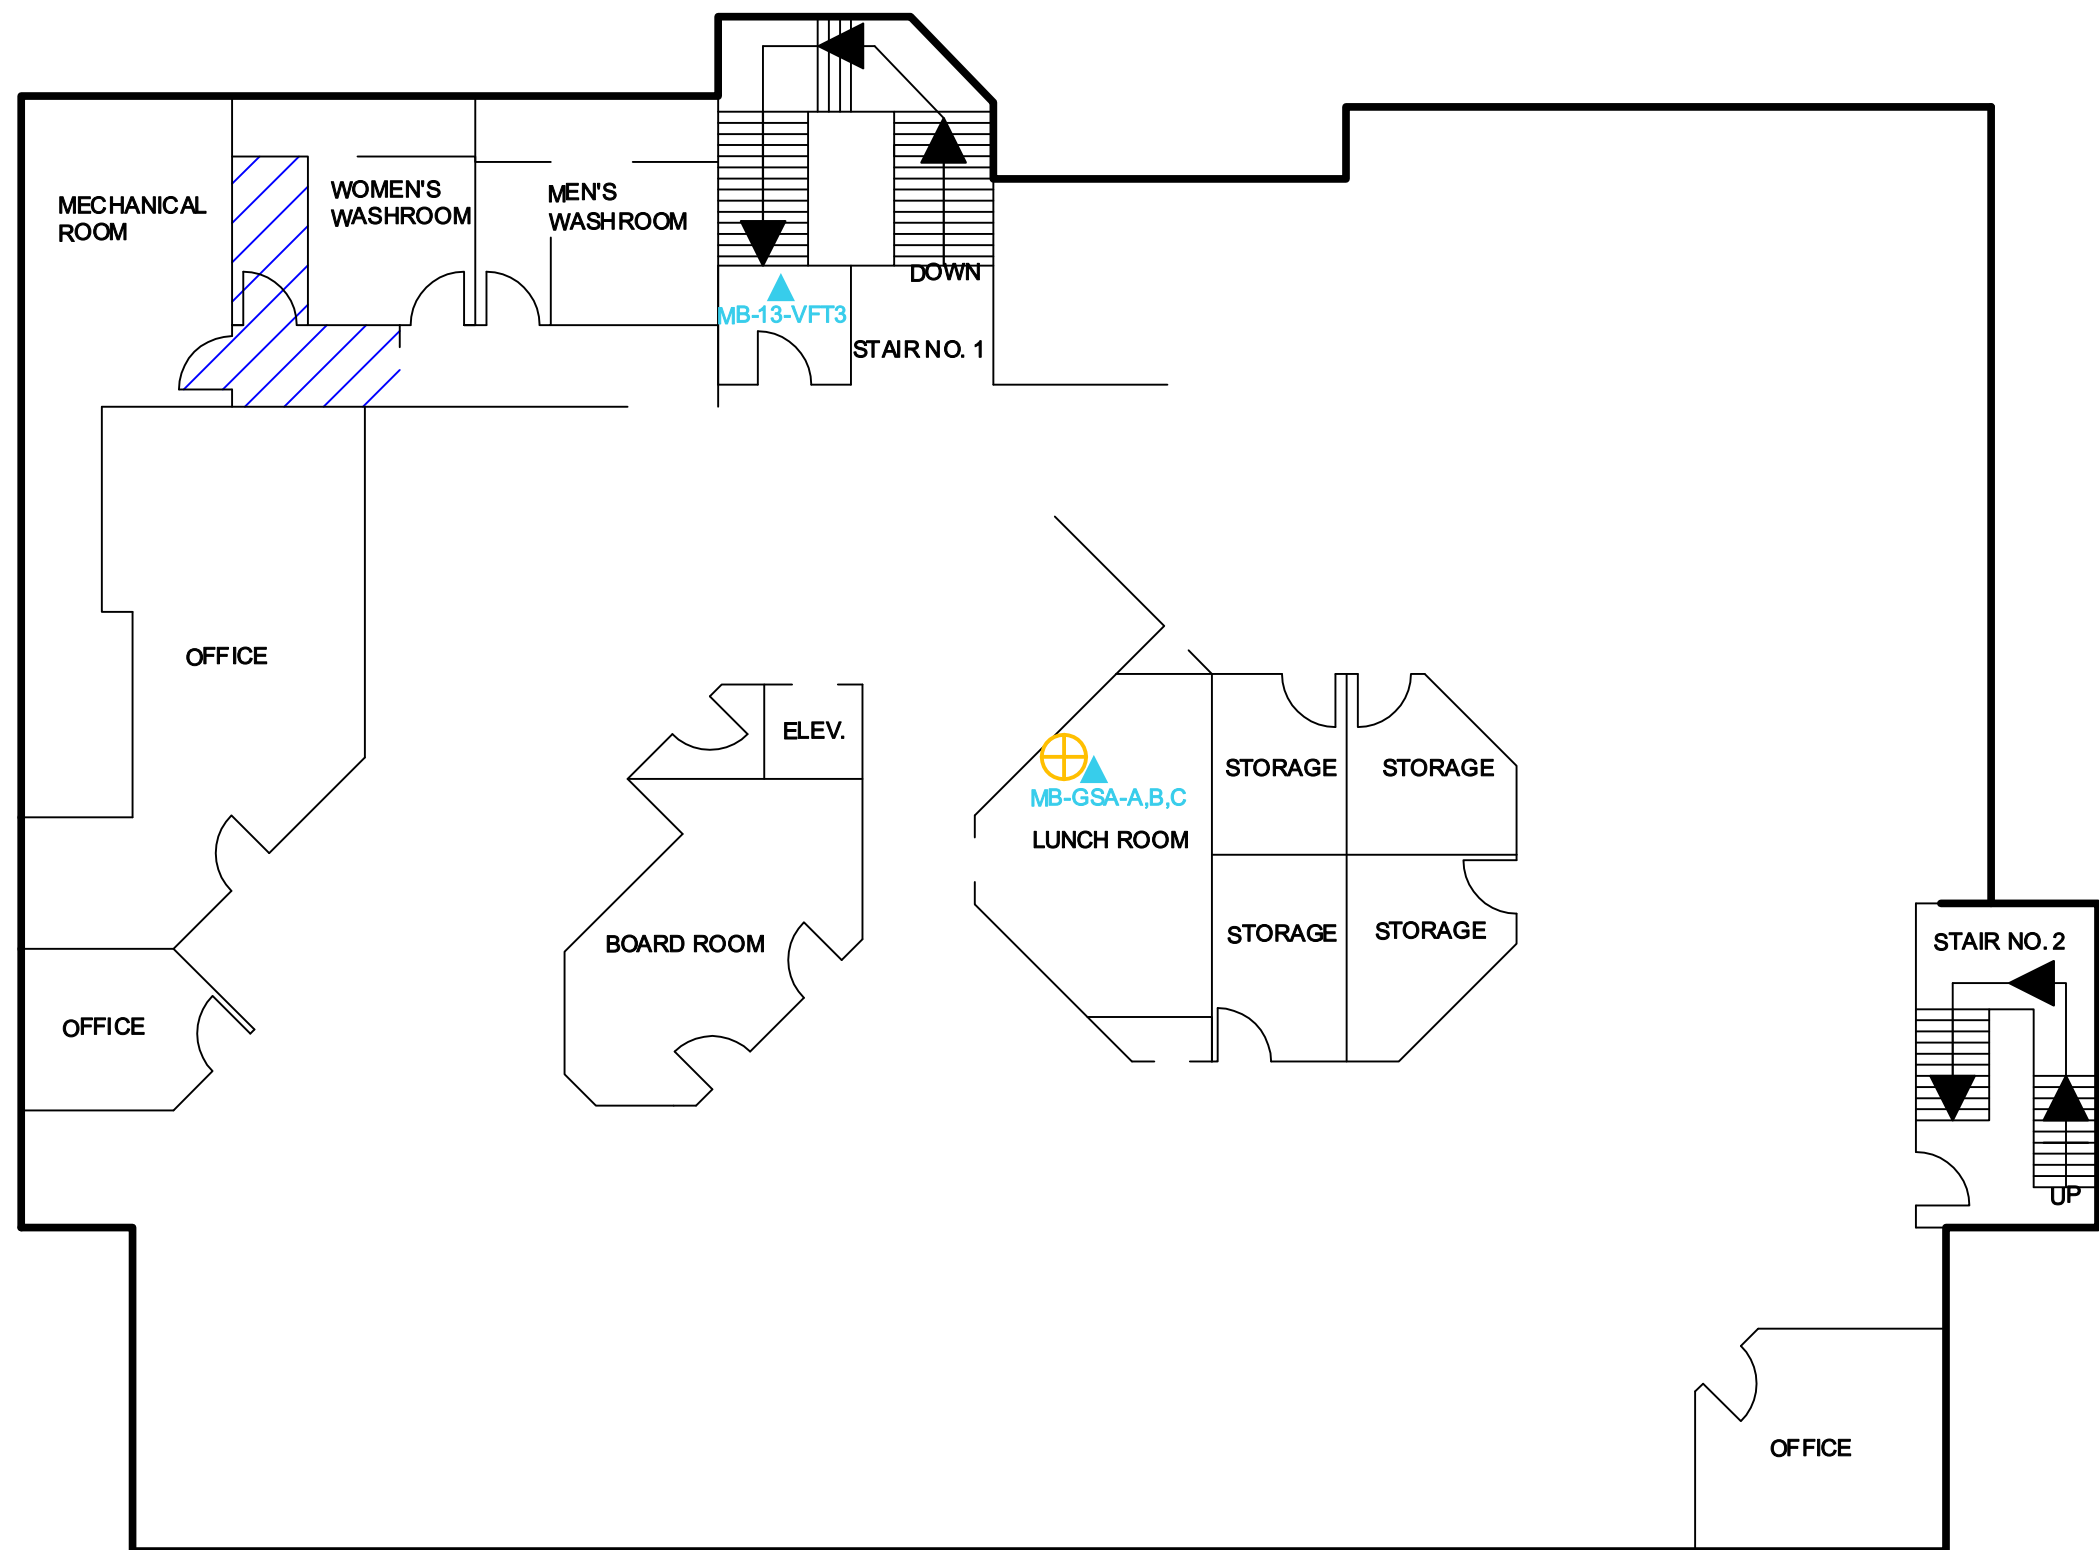 MECHANICAL
ROOM
WOMEN'S
WASHROOM
MEN'S
WASHROOM
DOWN
MB-13-VFT3
STAIR NO. 1
OFFICE
ELEV.
STORAGE
STORAGE
MB-GSA-A,B,C
LUNCH ROOM
BOARD ROOM
STORAGE
STORAGE
STAIR NO. 2
OFFICE
UP
OFFICE